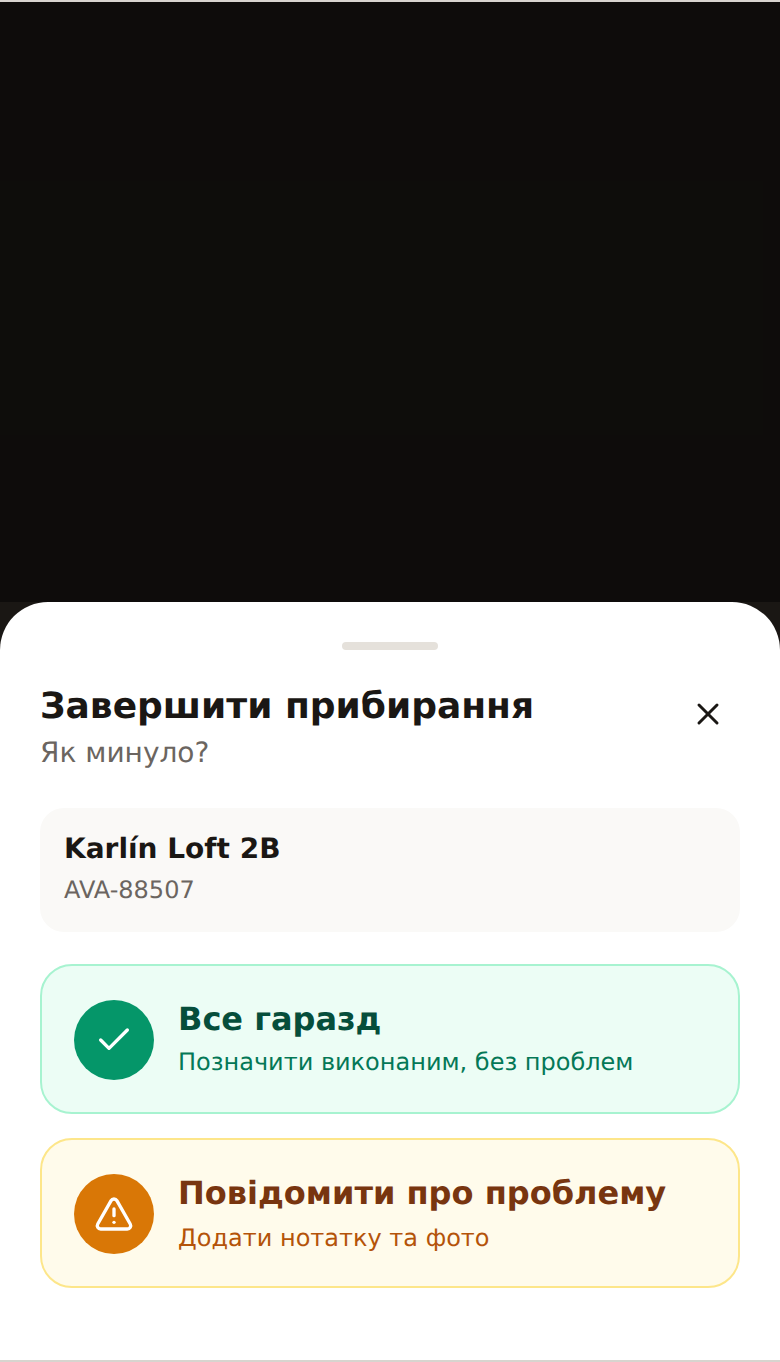 Завершити прибирання
Як минуло?
Karlín Loft 2B
AVA-88507
Все гаразд
Позначити виконаним, без проблем
Повідомити про проблему
Додати нотатку та фото